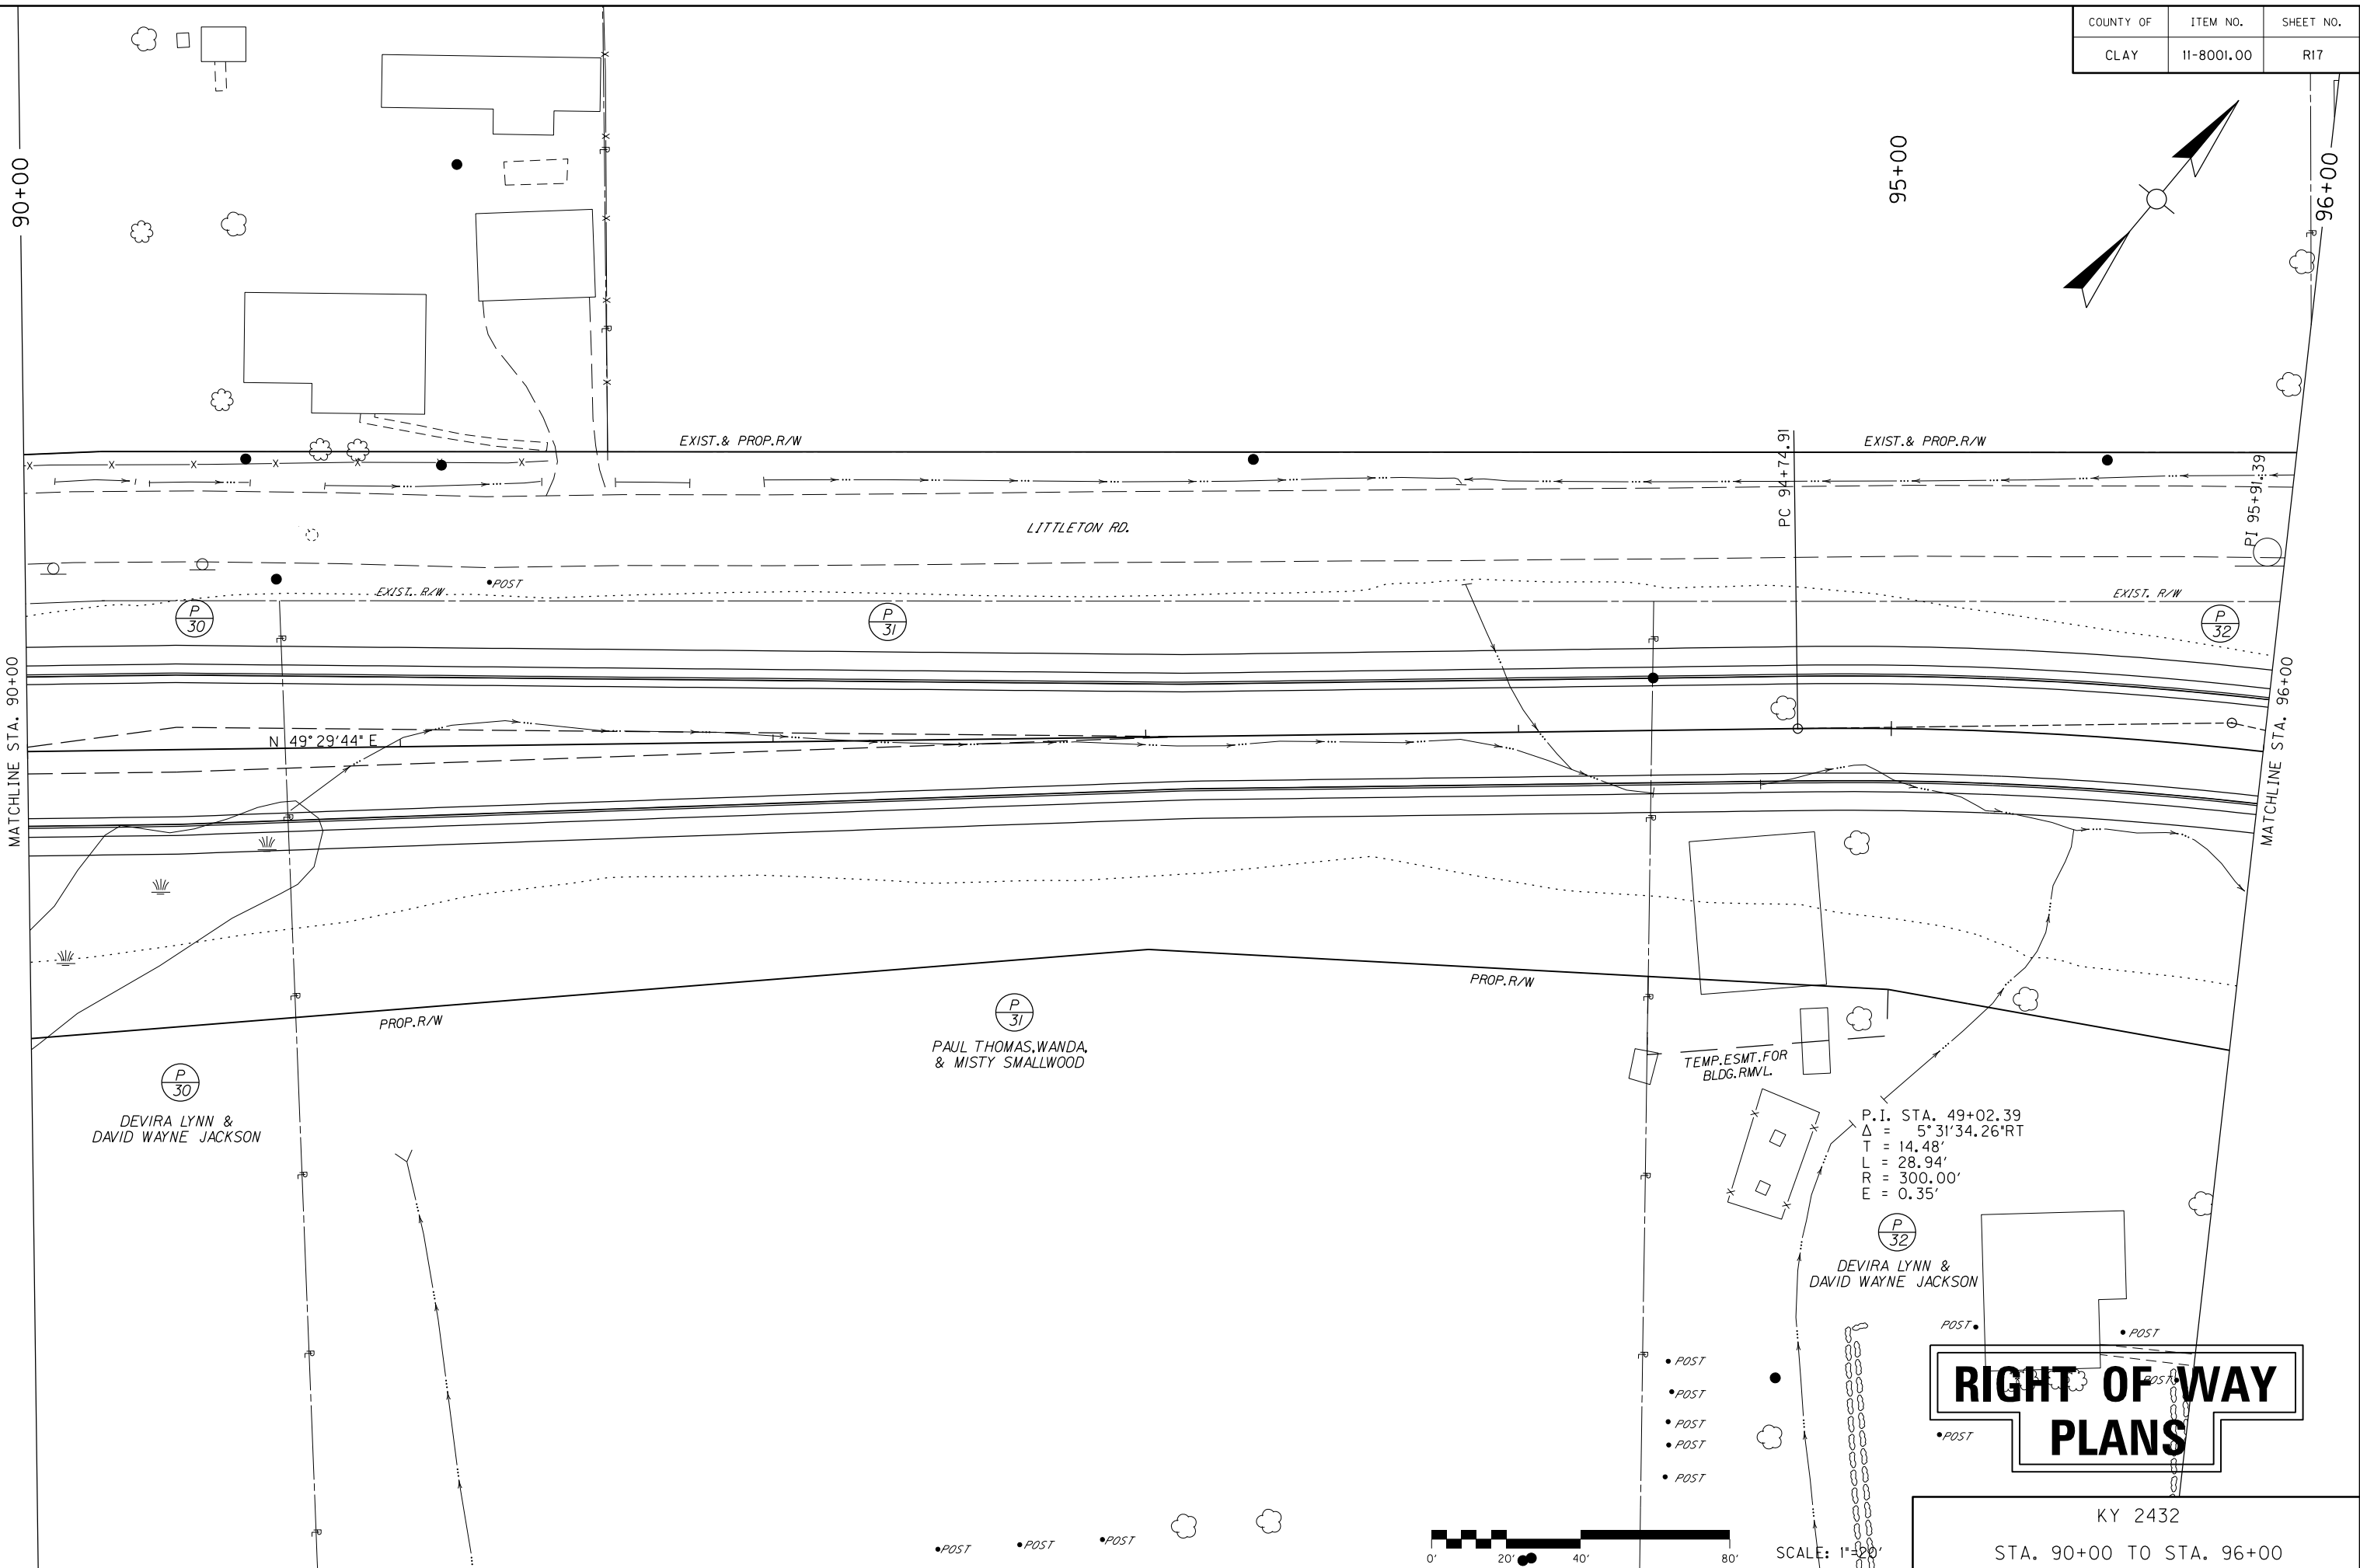 COUNTY OF ITEM NO. SHEET NO.
CLAY 11-8001.00 R17
90+00
95+00
96+00
EXIST.& PROP.R/W
EXIST.& PROP.R/W
PC 94+74.91
PI 95+91.39
LITTLETON RD.
POST
EXIST. R/W
EXIST. R/W
P
30
P
31
P
32
MATCHLINE STA. 90+00
MATCHLINE STA. 96+00
N 49°29'44" E
PROP.R/W
PROP.R/W
P
31
PAUL THOMAS,WANDA,
& MISTY SMALLWOOD
TEMP.ESMT.FOR
BLDG.RMVL.
P
30
DEVIRA LYNN &
DAVID WAYNE JACKSON
P.I. STA. 49+02.39
Δ = 5°31'34.26"RT
T = 14.48'
L = 28.94'
R = 300.00'
E = 0.35'
P
32
DEVIRA LYNN &
DAVID WAYNE JACKSON
POST
POST
POST
POST
POST
POST
POST
POST
POST
POST
RIGHT OF WAY
PLANS
POST
POST
POST
0' 20' 40' 80'
SCALE: 1"=20'
KY 2432
STA. 90+00 TO STA. 96+00